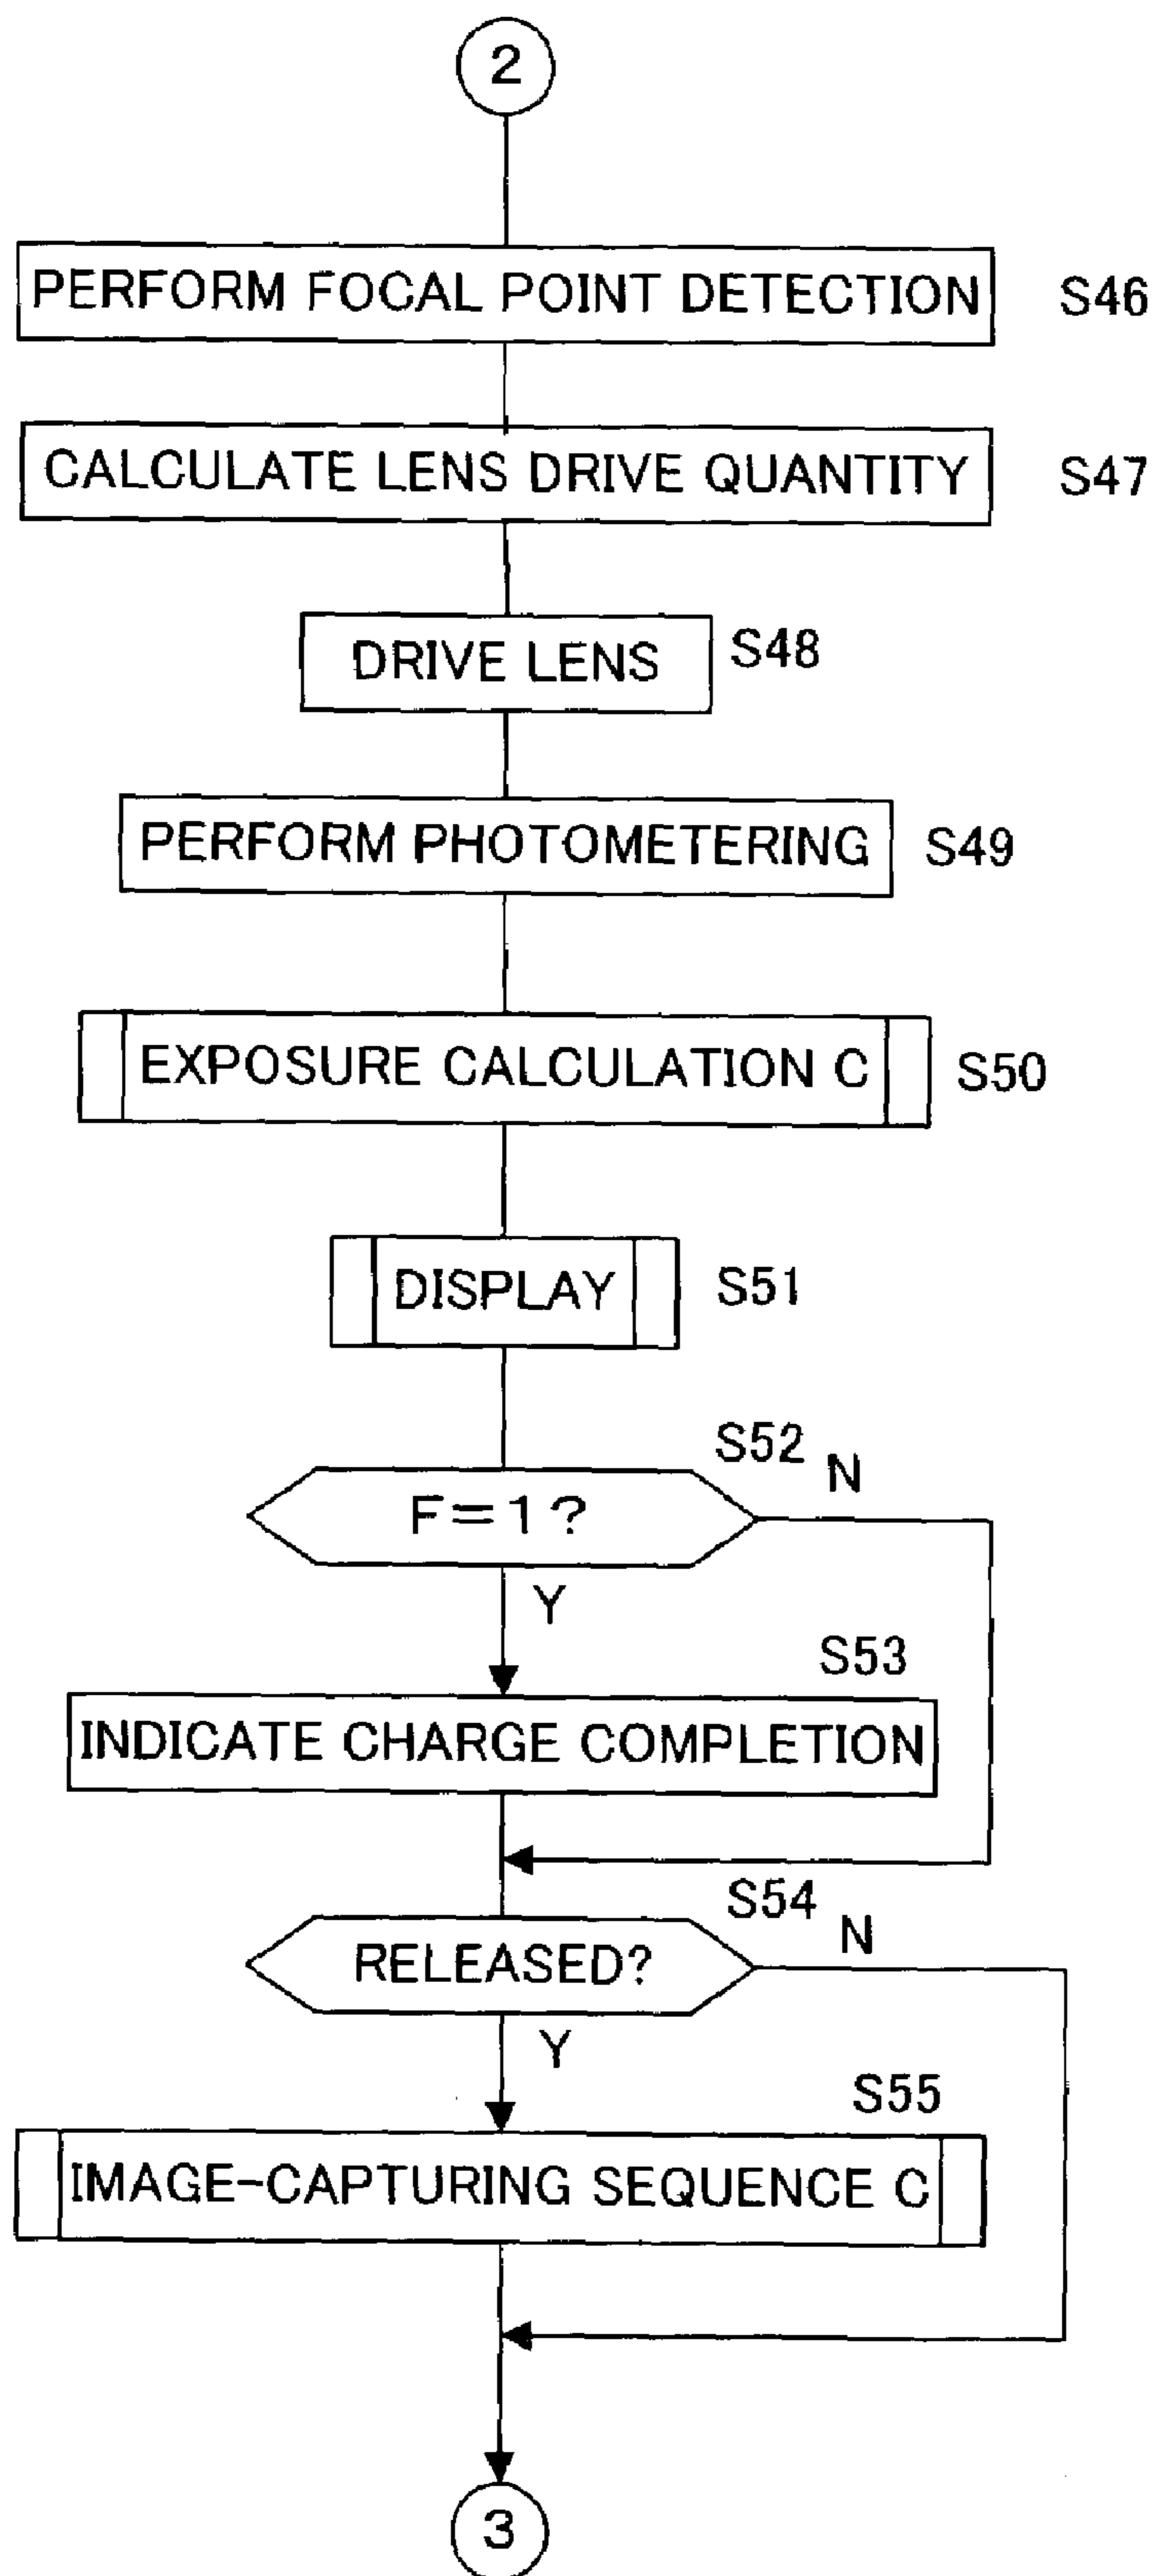 2
PERFORM FOCAL POINT DETECTION
S46
CALCULATE LENS DRIVE QUANTITY
S47
DRIVE LENS
S48
PERFORM PHOTOMETERING
S49
EXPOSURE CALCULATION C
S50
DISPLAY
S51
S52
N
F=1?
Y
S53
INDICATE CHARGE COMPLETION
S54
N
RELEASED?
Y
S55
IMAGE-CAPTURING SEQUENCE C
3